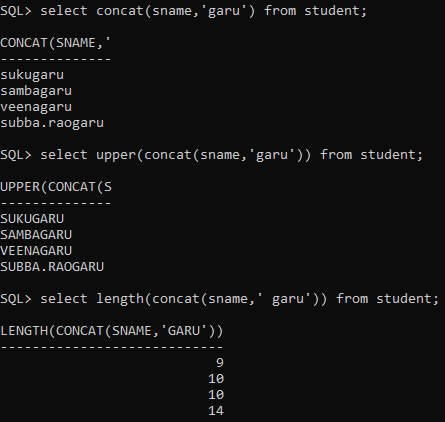 SQL> select concat(sname,'garu') from student;
CONCAT(SNAME,'
--------------
sukugaru
sambagaru
veenagaru
subba.raogaru
SQL> select upper(concat(sname,'garu')) from student;
UPPER(CONCAT(S
--------------
SUKUGARU
SAMBAGARU
VEENAGARU
SUBBA.RAOGARU
SQL> select length(concat(sname,' garu')) from student;
LENGTH(CONCAT(SNAME,'GARU'))
----------------------------
9
10
10
14